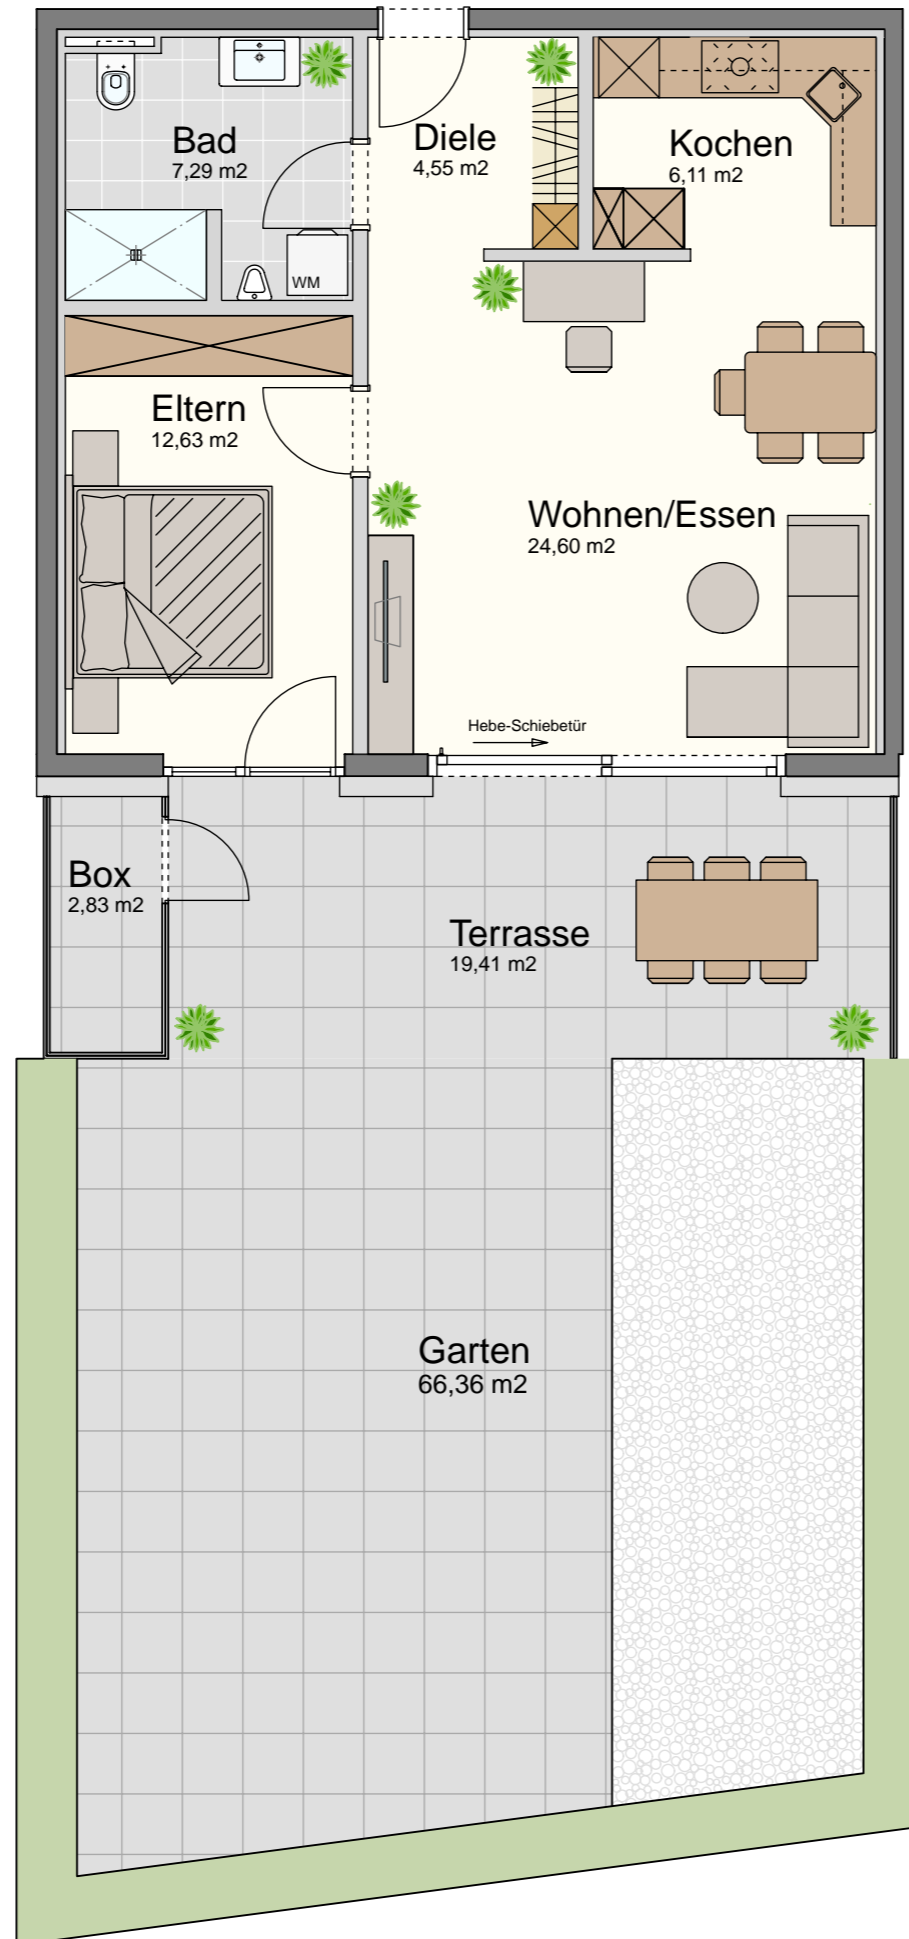 Bad
7,29 m2
Diele
4,55 m2
Kochen
6,11 m2
WM
Eltern
12,63 m2
Wohnen/Essen
24,60 m2
Hebe-Schiebetür
Box
2,83 m2
Terrasse
19,41 m2
Garten
66,36 m2